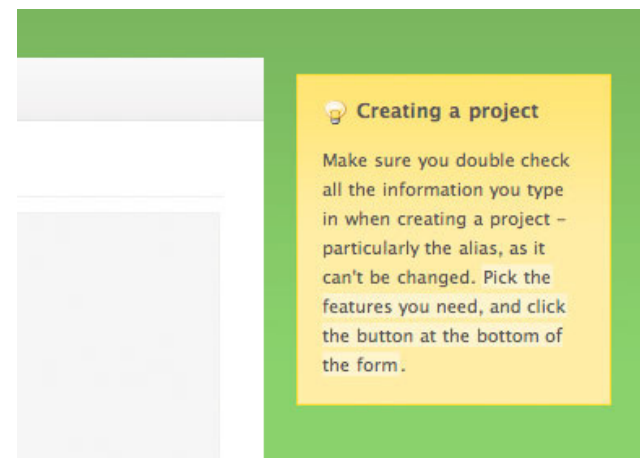 Creating a project
Make sure you double check
all the information you type
in when creating a project –
particularly the alias, as it
can't be changed. Pick the
features you need, and click
the button at the bottom of
the form.